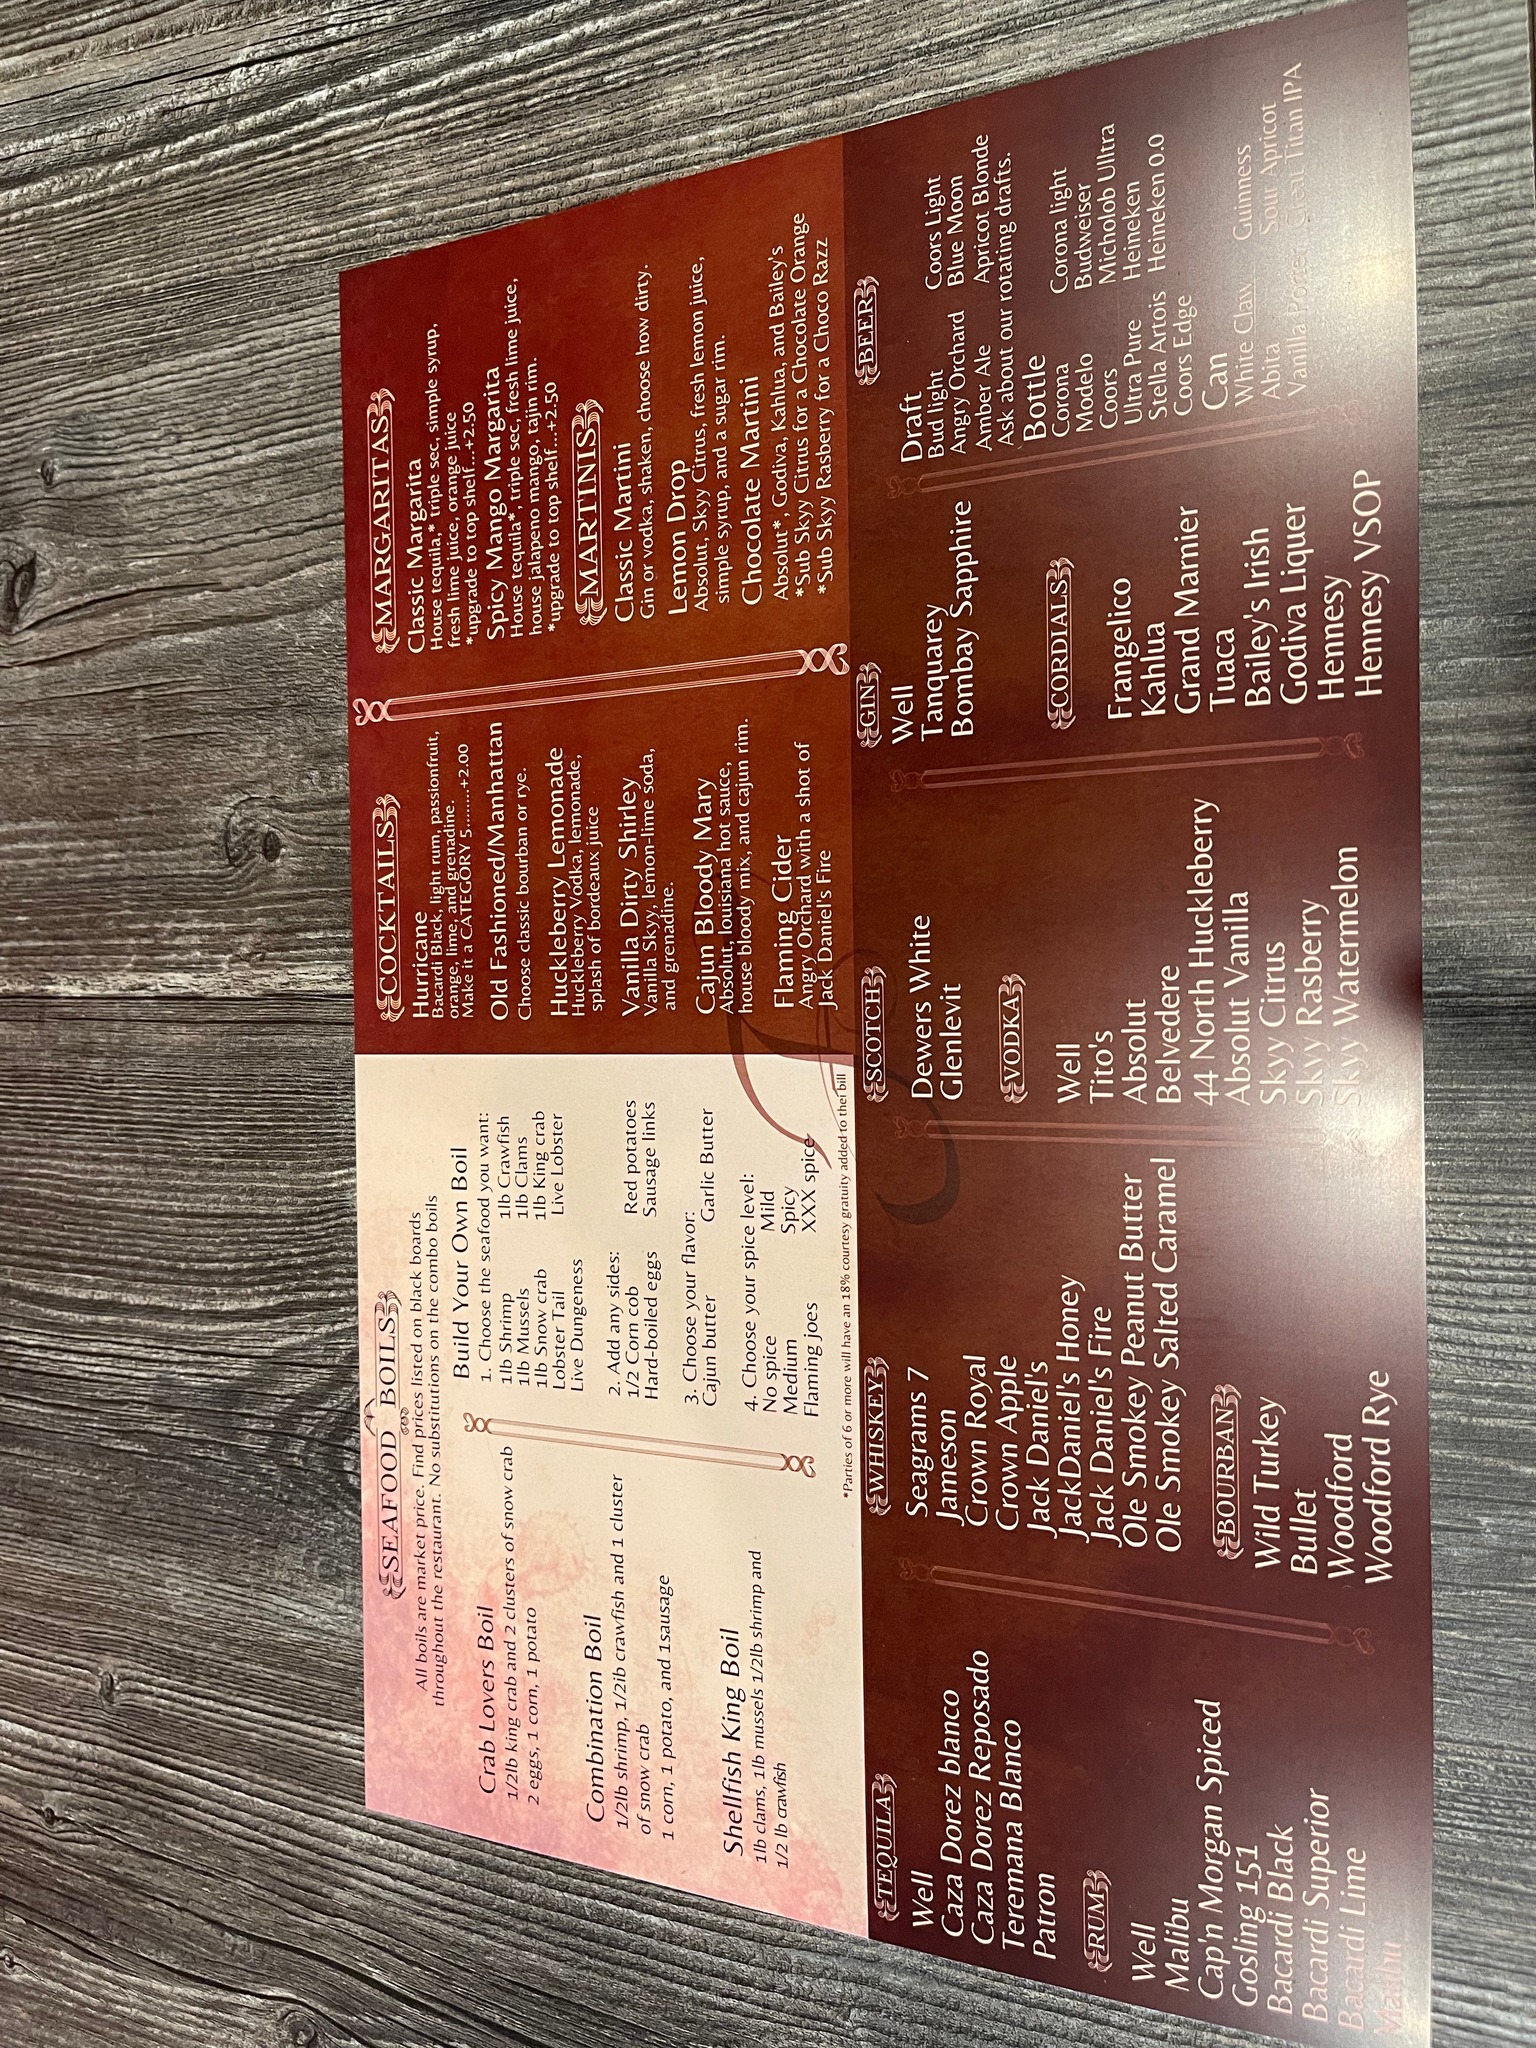 SEAFOOD BOILS
All boils are market price. Find prices listed on black boards
throughout the restaurant. No substitutions on the combo boils
Crab Lovers Boil
1/2lb king crab and 2 clusters of snow crab
2 eggs, 1 corn, 1 potato
Combination Boil
1/2lb shrimp, 1/2ib crawfish and 1 cluster
of snow crab
1 corn, 1 potato, and 1sausage
Shellfish King Boil
1lb clams, 1lb mussels 1/2lb shrimp and
1/2 lb crawfish
Build Your Own Boil
1. Choose the seafood you want:
1lb Shrimp 1lb Crawfish
1lb Mussels 1lb Clams
1lb Snow crab 1lb King crab
Lobster Tail Live Lobster
Live Dungeness
2. Add any sides:
1/2 Corn cob Red potatoes
Hard-boiled eggs Sausage links
3. Choose your flavor:
Cajun butter Garlic Butter
4. Choose your spice level:
No spice Mild
Medium Spicy
Flaming joes XXX spice
*Parties of 6 or more will have an 18% courtesy gratuity added to thei bill
COCKTAILS
Hurricane
Bacardi Black, light rum, passionfruit,
orange, lime, and grenadine.
Make it a CATEGORY 5.........+2.00
Old Fashioned/Manhattan
Choose classic bourban or rye.
Huckleberry Lemonade
Huckleberry Vodka, lemonade,
splash of bordeaux juice
Vanilla Dirty Shirley
Vanilla Skyy, lemon-lime soda,
and grenadine.
Cajun Bloody Mary
Absolut, louisiana hot sauce,
house bloody mix, and cajun rim.
Flaming Cider
Angry Orchard with a shot of
Jack Daniel's Fire
MARGARITAS
Classic Margarita
House tequila,* triple sec, simple syrup,
fresh lime juice, orange juice
*upgrade to top shelf...+2.50
Spicy Mango Margarita
House tequila*, triple sec, fresh lime juice,
house jalapeno mango, tajin rim.
*upgrade to top shelf...+2.50
MARTINIS
Classic Martini
Gin or vodka, shaken, choose how dirty.
Lemon Drop
Absolut, Skyy Citrus, fresh lemon juice,
simple syrup, and a sugar rim.
Chocolate Martini
Absolut*, Godiva, Kahlua, and Bailey's
*Sub Skyy Citrus for a Chocolate Orange
*Sub Skyy Rasberry for a Choco Razz
TEQUILA
Well
Caza Dorez blanco
Caza Dorez Reposado
Teremana Blanco
Patron
RUM
Well
Malibu
Cap'n Morgan Spiced
Gosling 151
Bacardi Black
Bacardi Superior
Bacardi Lime
Malibu
WHISKEY
Seagrams 7
Jameson
Crown Royal
Crown Apple
Jack Daniel's
JackDaniel's Honey
Jack Daniel's Fire
Ole Smokey Peanut Butter
Ole Smokey Salted Caramel
BOURBAN
Wild Turkey
Bullet
Woodford
Woodford Rye
SCOTCH
Dewers White
Glenlevit
VODKA
Well
Tito's
Absolut
Belvedere
44 North Huckleberry
Absolut Vanilla
Skyy Citrus
Skyy Rasberry
Skyy Watermelon
GIN
Well
Tanquarey
Bombay Sapphire
CORDIALS
Frangelico
Kahlua
Grand Marnier
Tuaca
Bailey's Irish
Godiva Liquer
Hennesy
Hennesy VSOP
BEER
Draft
Bud light Coors Light
Angry Orchard Blue Moon
Amber Ale Apricot Blonde
Ask about our rotating drafts.
Bottle
Corona Corona light
Modelo Budweiser
Coors Micholob Ulltra
Ultra Pure Heineken
Stella Artois Heineken 0.0
Coors Edge
Can
White Claw Guinness
Abita Sour Apricot
Vanilla Porter Great Titan IPA